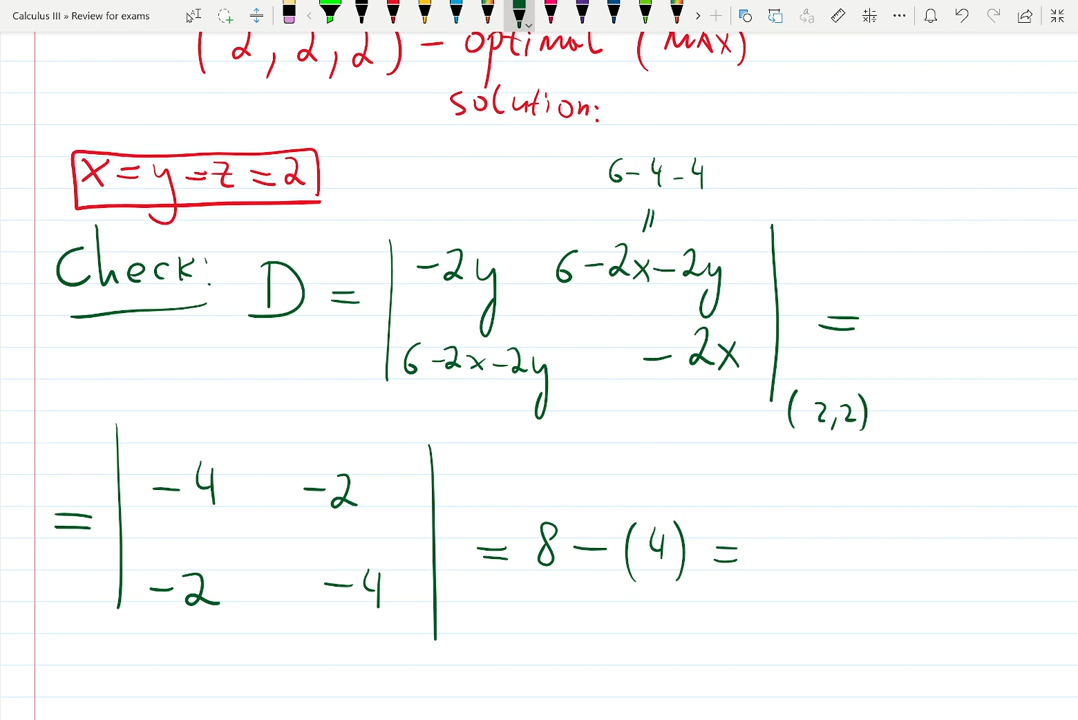 Calculus III » Review for exams
(2, 2, 2) - optimal (MAX)
solution:
x = y = z = 2
6 - 4 - 4
=
Check: D = | -2y 6-2x-2y |
| 6-2x-2y -2x | =
(2,2)
= | -4 -2 |
| -2 -4 | = 8 - (4) =